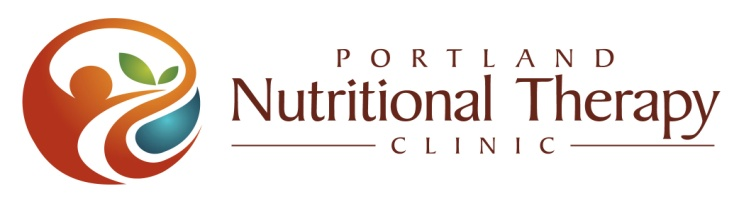 PORTLAND
Nutritional Therapy
CLINIC